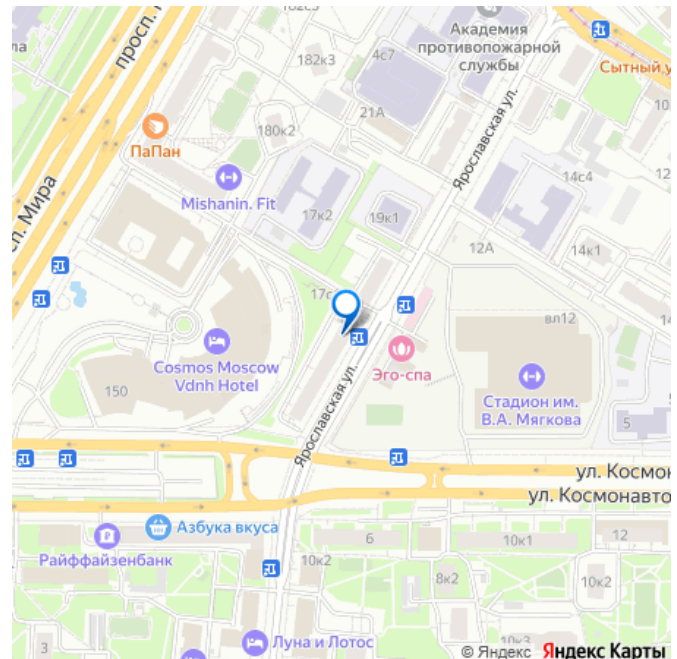 182к3
4с7
Академия
противопожарной
службы
Сытный
просп.
ПаПан
180к2
21А
Ярославская ул.
Mishanin. Fit
17к2
19к1
14с4
12А
14к1
сп. Мира
вл12
Cosmos Moscow
Vdnh Hotel
150
Эго-спа
Стадион им.
В.А. Мягкова
5
Ярославская ул.
ул. Космон
ул. Космонавто
Азбука вкуса
Райффайзенбанк
6
10к1
12
10к2
8к2
10к2
3
Луна и Лотос
10к3
© Яндекс Яндекс Карты